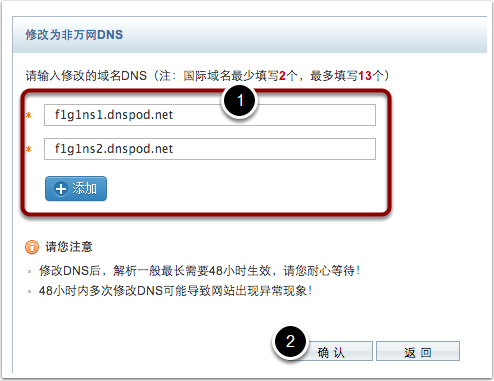 修改为非万网DNS
请输入修改的域名DNS（注：国际域名最少填写2个，最多填写13个）
1
* f1g1ns1.dnspod.net
* f1g1ns2.dnspod.net
添加
请您注意
修改DNS后，解析一般最长需要48小时生效，请您耐心等待！
48小时内多次修改DNS可能导致网站出现异常现象！
2
确 认
返 回